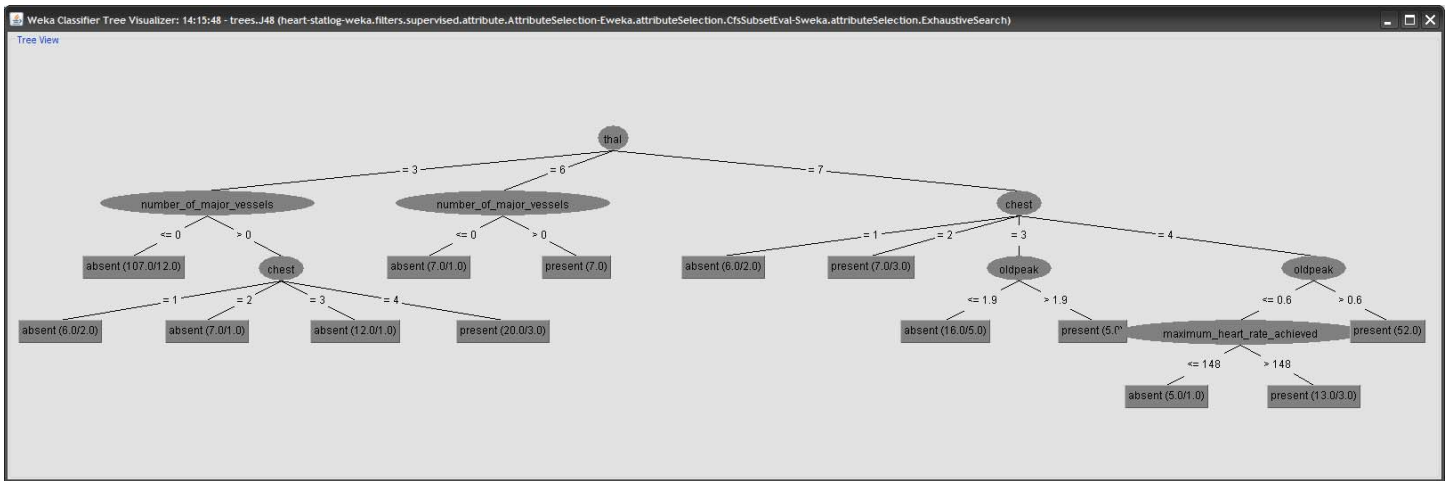 Weka Classifier Tree Visualizer: 14:15:48 - trees.J48 (heart-statlog-weka.filters.supervised.attribute.AttributeSelection-Eweka.attributeSelection.CfsSubsetEval-Sweka.attributeSelection.ExhaustiveSearch)
Tree View
thal
= 3 = 6 = 7
number_of_major_vessels number_of_major_vessels chest
<= 0 > 0 <= 0 > 0 = 1 = 2 = 3 = 4
absent (107.0/12.0) chest absent (7.0/1.0) present (7.0) absent (6.0/2.0) present (7.0/3.0) oldpeak oldpeak
= 1 = 2 = 3 = 4 <= 1.9 > 1.9 <= 0.6 > 0.6
absent (6.0/2.0) absent (7.0/1.0) absent (12.0/1.0) present (20.0/3.0) absent (16.0/5.0) present (5.0 maximum_heart_rate_achieved present (52.0)
<= 148 > 148
absent (5.0/1.0) present (13.0/3.0)